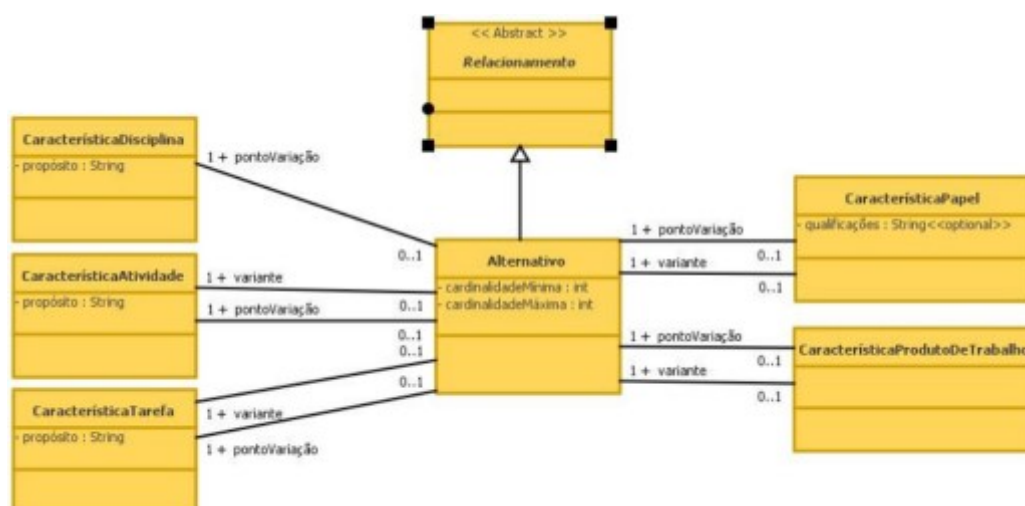 << Abstract >>
Relacionamento
CaracterísticaDisciplina
- propósito : String
1 + pontoVariação
0..1
CaracterísticaAtividade
- propósito : String
1 + variante
0..1
1 + pontoVariação
0..1
CaracterísticaTarefa
- propósito : String
0..1
1 + variante
0..1
1 + pontoVariação
Alternativo
- cardinalidadeMínima : int
- cardinalidadeMáxima : int
CaracterísticaPapel
- qualificações : String<<optional>>
1 + pontoVariação
0..1
1 + variante
0..1
CaracterísticaProdutoDeTrabalho
1 + pontoVariação
0..1
1 + variante
0..1